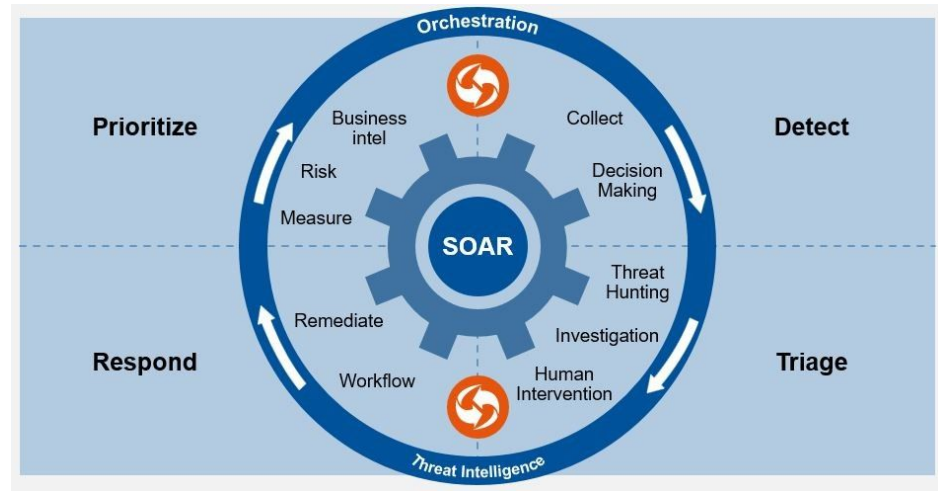 Orchestration
Prioritize
Business
intel
Risk
Measure
Collect
Decision
Making
Detect
SOAR
Respond
Remediate
Workflow
Threat
Hunting
Investigation
Human
Intervention
Triage
Threat Intelligence